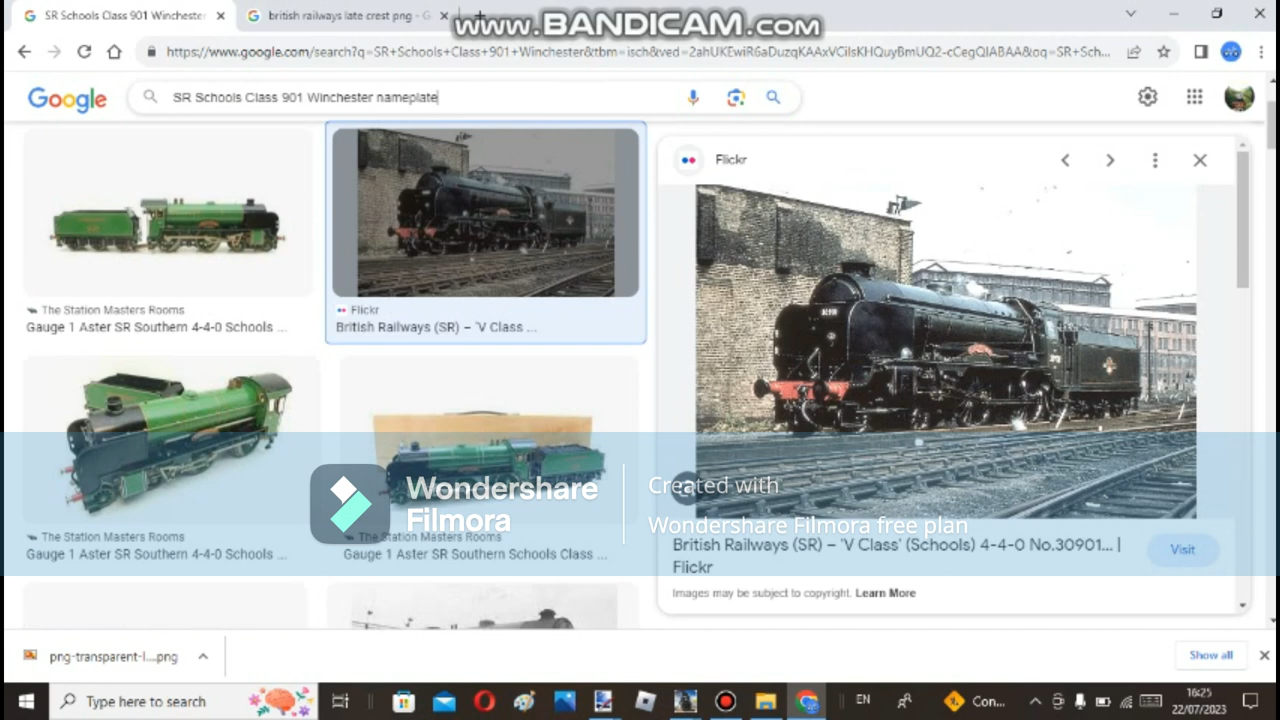 SR Schools Class 901 Winchester
british railways late crest png - G
www.BANDICAM.com
https://www.google.com/search?q=SR+Schools+Class+901+Winchester&tbm=isch&ved=2ahUKEwiR6aDuzqKAAxVCilsKHQuyBmUQ2-cCegQIABAA&oq=SR+Sch...
Google
SR Schools Class 901 Winchester nameplate
Flickr
The Station Masters Rooms
Gauge 1 Aster SR Southern 4-4-0 Schools ...
Flickr
British Railways (SR) – 'V Class ...
The Station Masters Rooms
Gauge 1 Aster SR Southern 4-4-0 Schools ...
The Station Masters Rooms
Gauge 1 Aster SR Southern Schools Class ...
Wondershare
Filmora
Created with
Wondershare Filmora free plan
British Railways (SR) – 'V Class' (Schools) 4-4-0 No.30901... |
Flickr
Visit
Images may be subject to copyright. Learn More
png-transparent-l....png
Show all
Type here to search
EN
Con...
16:25
22/07/2023